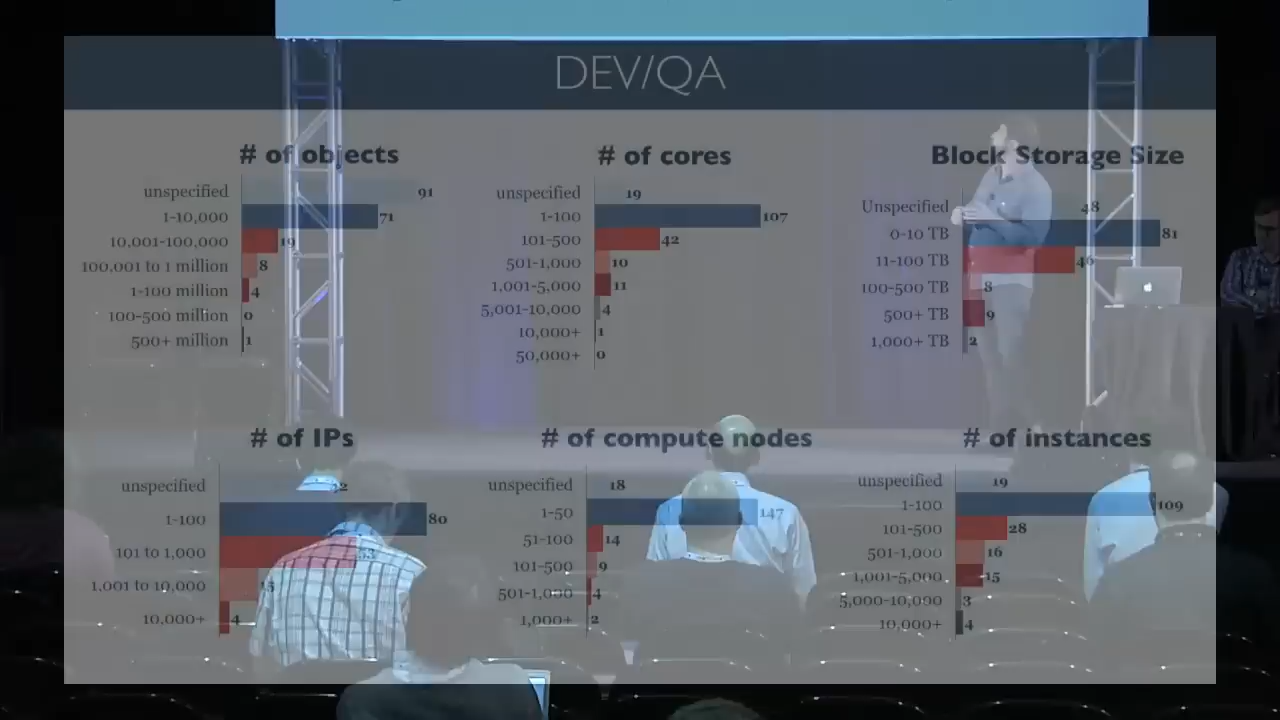 DEV/QA
# of objects
unspecified 91
1-10,000 71
10,001-100,000 19
100,001 to 1 million 8
1-100 million 4
100-500 million 0
500+ million 1
# of cores
unspecified 19
1-100 107
101-500 42
501-1,000 10
1,001-5,000 11
5,001-10,000 4
10,000+ 1
50,000+ 0
Block Storage Size
Unspecified 48
0-10 TB 81
11-100 TB 46
100-500 TB 8
500+ TB 9
1,000+ TB 2
# of IPs
unspecified
1-100 80
101 to 1,000 53
1,001 to 10,000 15
10,000+ 4
# of compute nodes
unspecified 18
1-50 147
51-100 14
101-500 9
501-1,000 4
1,000+ 2
# of instances
unspecified 19
1-100 109
101-500 28
501-1,000 16
1,001-5,000 15
5,000-10,000 3
10,000+ 4